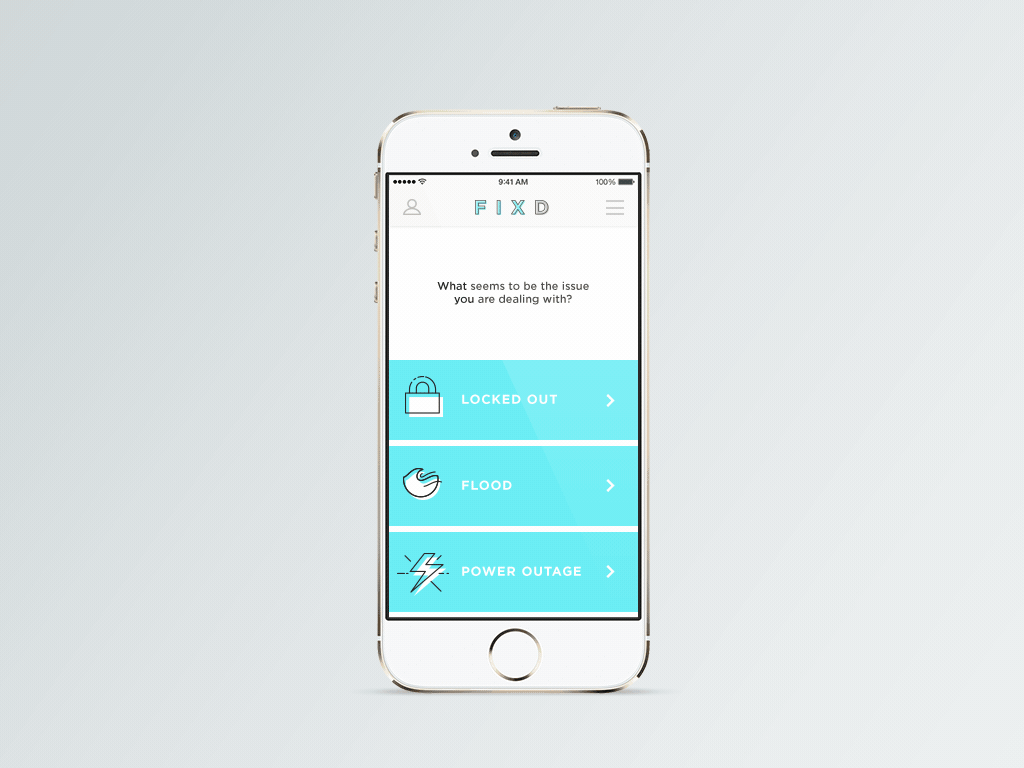 9:41 AM
100%
FIXD
What seems to be the issue
you are dealing with?
LOCKED OUT
FLOOD
POWER OUTAGE